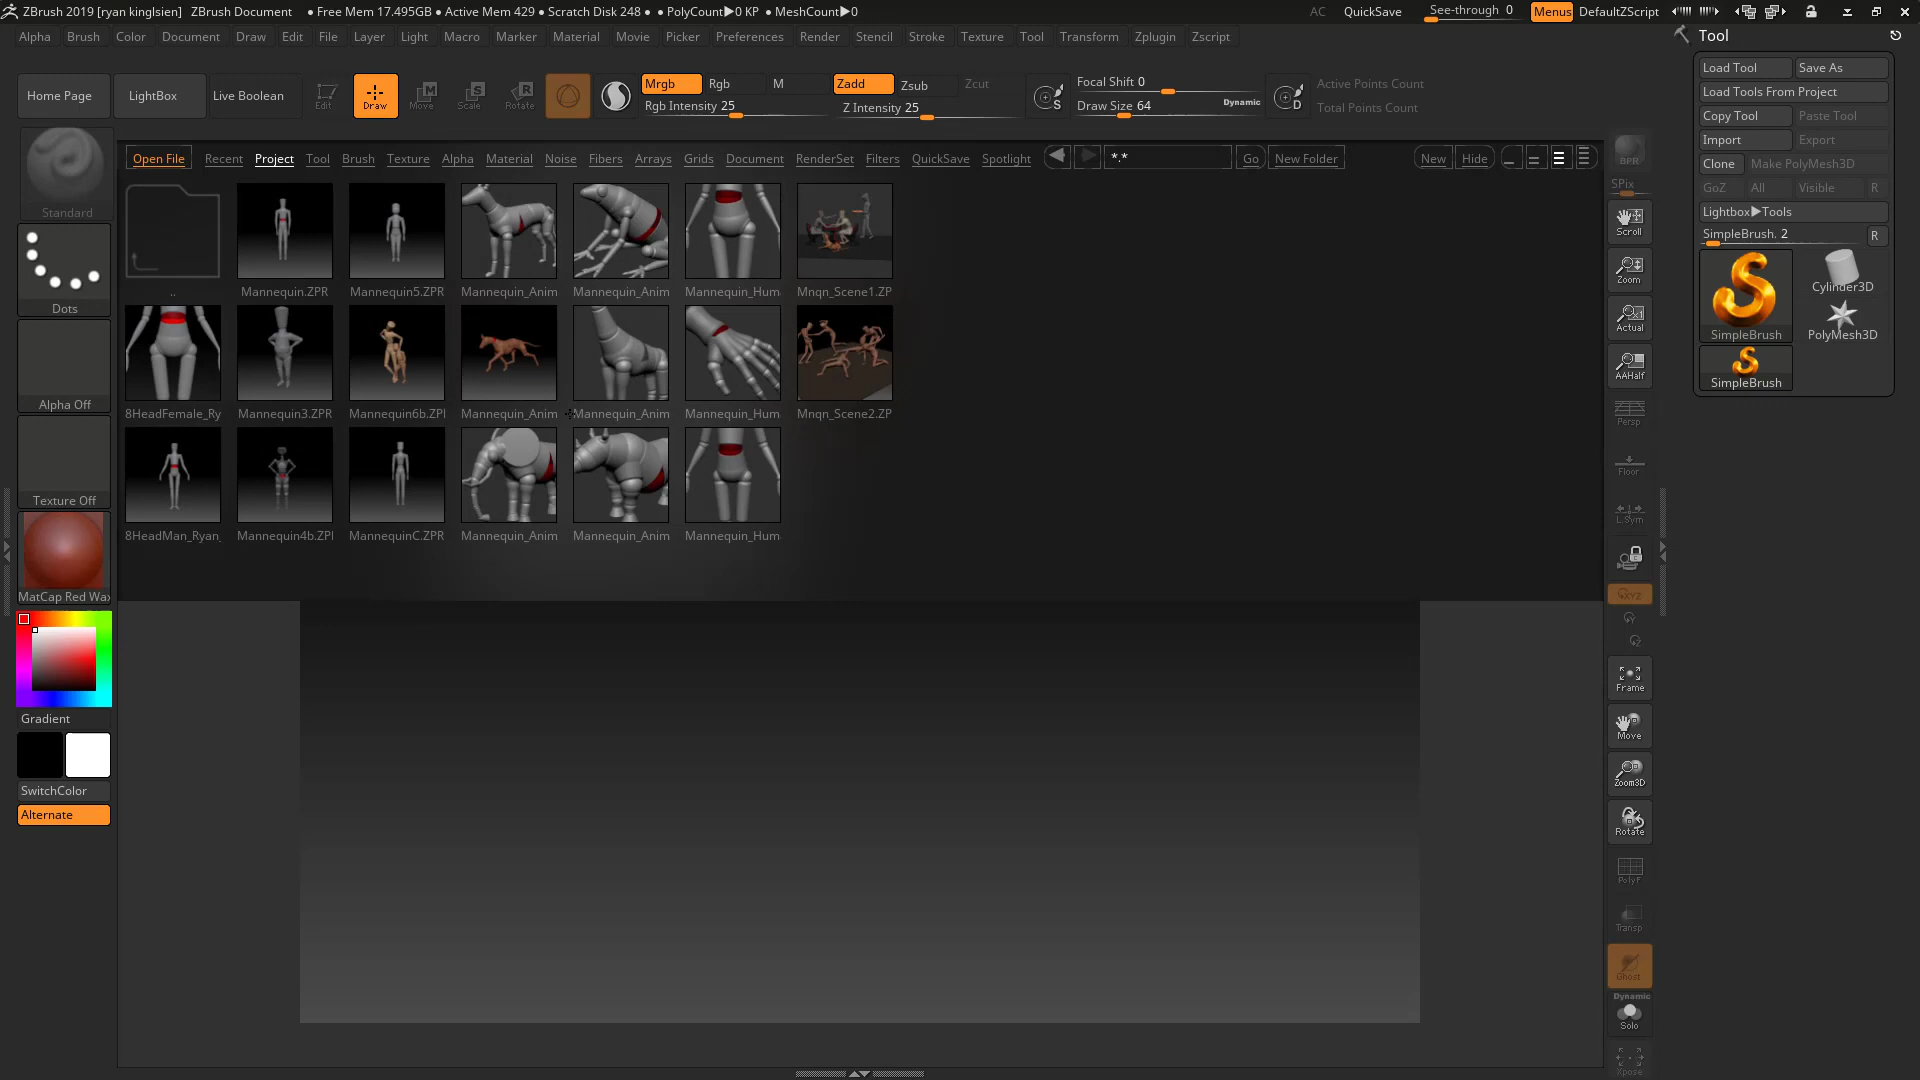 ZBrush 2019 [ryan kinglsien] ZBrush Document • Free Mem 17.495GB • Active Mem 429 • Scratch Disk 248 • • PolyCount▶0 KP • MeshCount▶0
AC QuickSave See-through 0 Menus DefaultZScript
Alpha Brush Color Document Draw Edit File Layer Light Macro Marker Material Movie Picker Preferences Render Stencil Stroke Texture Tool Transform Zplugin Zscript
Tool
Load Tool Save As
Load Tools From Project
Copy Tool Paste Tool
Import Export
Clone Make PolyMesh3D
GoZ All Visible R
Lightbox▶Tools
SimpleBrush. 2 R
SimpleBrush
Cylinder3D
PolyMesh3D
SimpleBrush
Home Page LightBox Live Boolean
Edit Draw Move Scale Rotate
Mrgb Rgb M
Rgb Intensity 25
Zadd Zsub Zcut
Z Intensity 25
Focal Shift 0
Draw Size 64 Dynamic
Active Points Count
Total Points Count
Open File Recent Project Tool Brush Texture Alpha Material Noise Fibers Arrays Grids Document RenderSet Filters QuickSave Spotlight *.* Go New Folder New Hide
.. Mannequin.ZPR Mannequin5.ZPR Mannequin_Anim Mannequin_Anim Mannequin_Hum Mnqn_Scene1.ZP
8HeadFemale_Ry Mannequin3.ZPR Mannequin6b.ZPI Mannequin_Anim Mannequin_Anim Mannequin_Hum Mnqn_Scene2.ZP
8HeadMan_Ryan_ Mannequin4b.ZPI MannequinC.ZPR Mannequin_Anim Mannequin_Anim Mannequin_Hum
Standard
Dots
Alpha Off
Texture Off
MatCap Red Wax
Gradient
SwitchColor
Alternate
BPR
SPix
Scroll
Zoom
Actual
AAHalf
Persp
Floor
L.Sym
XYZ
Frame
Move
Zoom3D
Rotate
PolyF
Transp
Ghost
Dynamic
Solo
Xpose